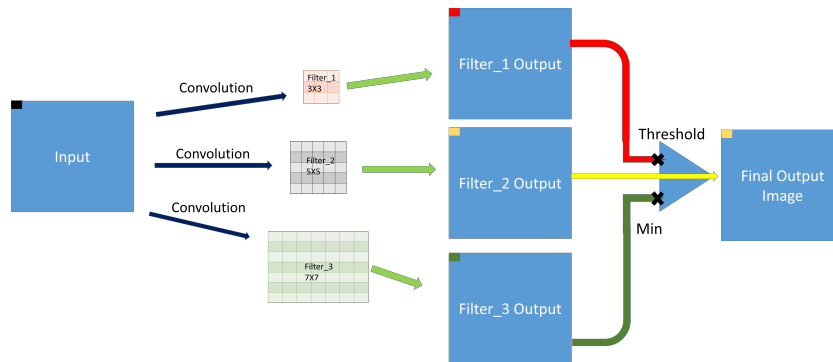 Input
Convolution
Filter_1
3X3
Filter_1 Output
Convolution
Filter_2
5X5
Filter_2 Output
Convolution
Filter_3
7X7
Filter_3 Output
Threshold
Min
Final Output
Image